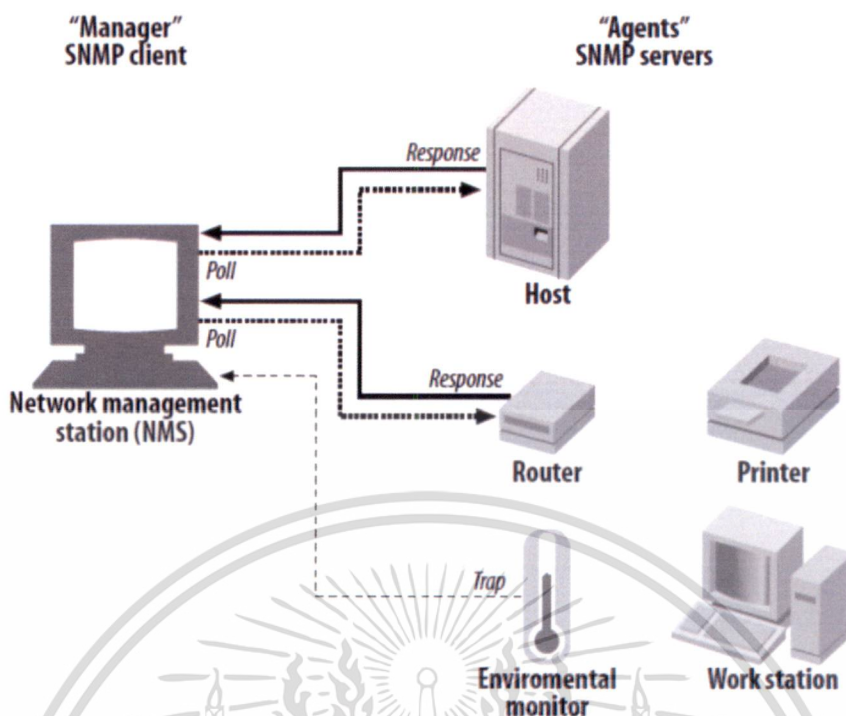 "Manager"
SNMP client
"Agents"
SNMP servers
Response
Poll
Host
Poll
Response
Network management
station (NMS)
Router
Printer
Trap
Enviromental
monitor
Work station